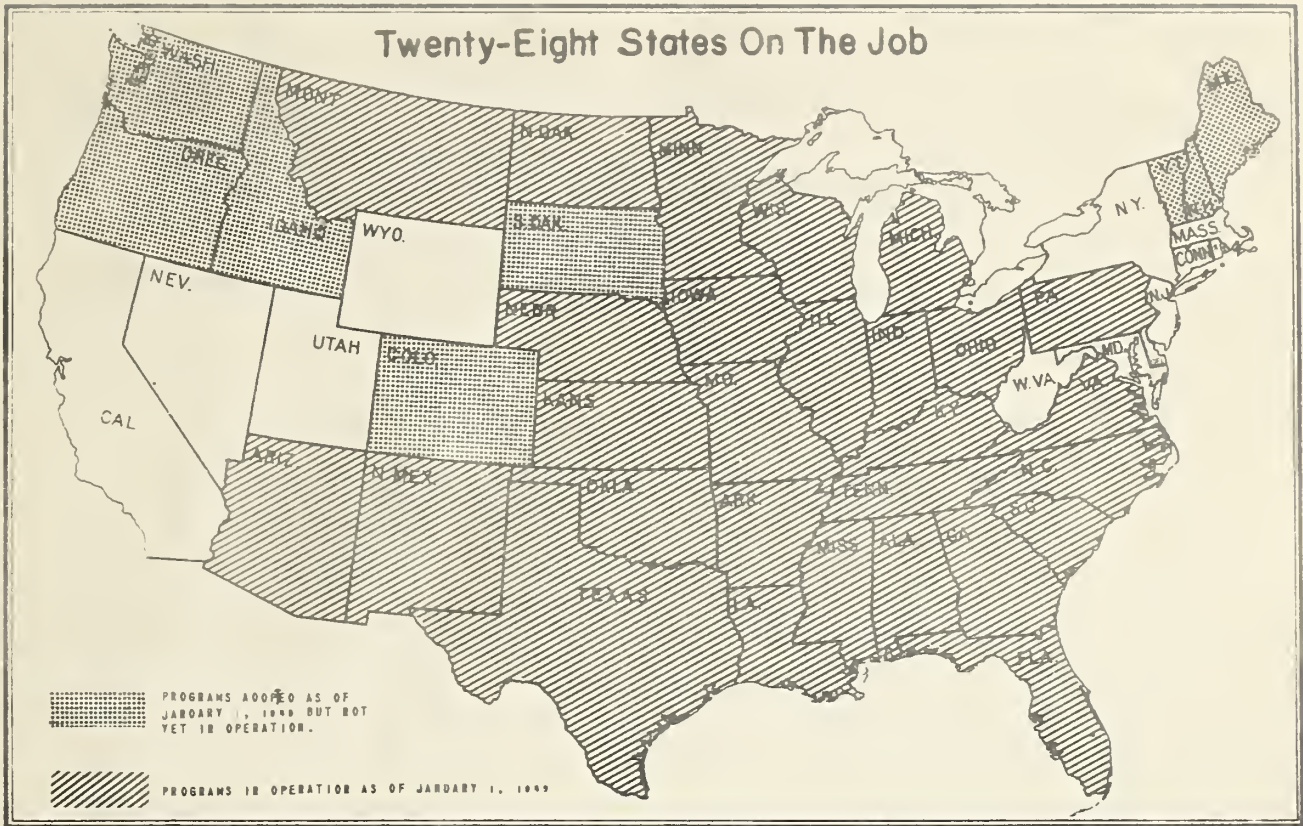 Twenty-Eight States On The Job
WASH.
MONT
N.DAK.
MINN
ME.
OREG.
IDAHO
WYO.
S.DAK.
WIS.
MICH.
N.Y.
VT.
N.H.
MASS.
CONN
NEV.
UTAH
COLO.
NEBR.
IOWA
ILL.
IND.
OHIO
PA.
N.J.
MD.
W.VA.
VA.
CAL
KANS
MO.
KY.
ARIZ.
N.MEX.
OKLA.
ARK.
TENN.
N.C.
S.C.
MISS
ALA
GA.
TEXAS
LA.
FLA.
PROGRAMS ADOPTED AS OF
JANUARY 1, BUT NOT
YET IN OPERATION.
PROGRAMS IN OPERATION AS OF JANUARY 1, 1949